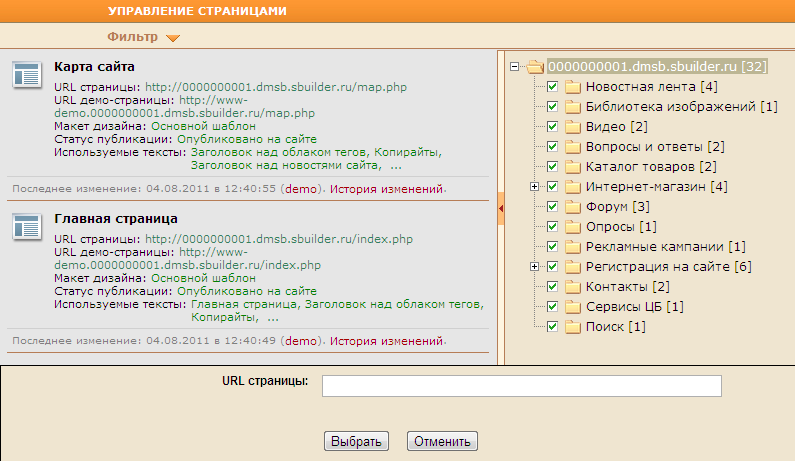 УПРАВЛЕНИЕ СТРАНИЦАМИ
Фильтр
Карта сайта
URL страницы: http://0000000001.dmsb.sbuilder.ru/map.php
URL демо-страницы: http://www-
demo.0000000001.dmsb.sbuilder.ru/map.php
Макет дизайна: Основной шаблон
Статус публикации: Опубликовано на сайте
Используемые тексты: Заголовок над облаком тегов, Копирайты,
Заголовок над новостями сайта, ...
Последнее изменение: 04.08.2011 в 12:40:55 (demo). История изменений.
Главная страница
URL страницы: http://0000000001.dmsb.sbuilder.ru/index.php
URL демо-страницы: http://www-
demo.0000000001.dmsb.sbuilder.ru/index.php
Макет дизайна: Основной шаблон
Статус публикации: Опубликовано на сайте
Используемые тексты: Главная страница, Заголовок над облаком тегов,
Копирайты, ...
Последнее изменение: 04.08.2011 в 12:40:49 (demo). История изменений.
0000000001.dmsb.sbuilder.ru [32]
Новостная лента [4]
Библиотека изображений [1]
Видео [2]
Вопросы и ответы [2]
Каталог товаров [2]
Интернет-магазин [4]
Форум [3]
Опросы [1]
Рекламные кампании [1]
Регистрация на сайте [6]
Контакты [2]
Сервисы ЦБ [1]
Поиск [1]
URL страницы:
Выбрать
Отменить